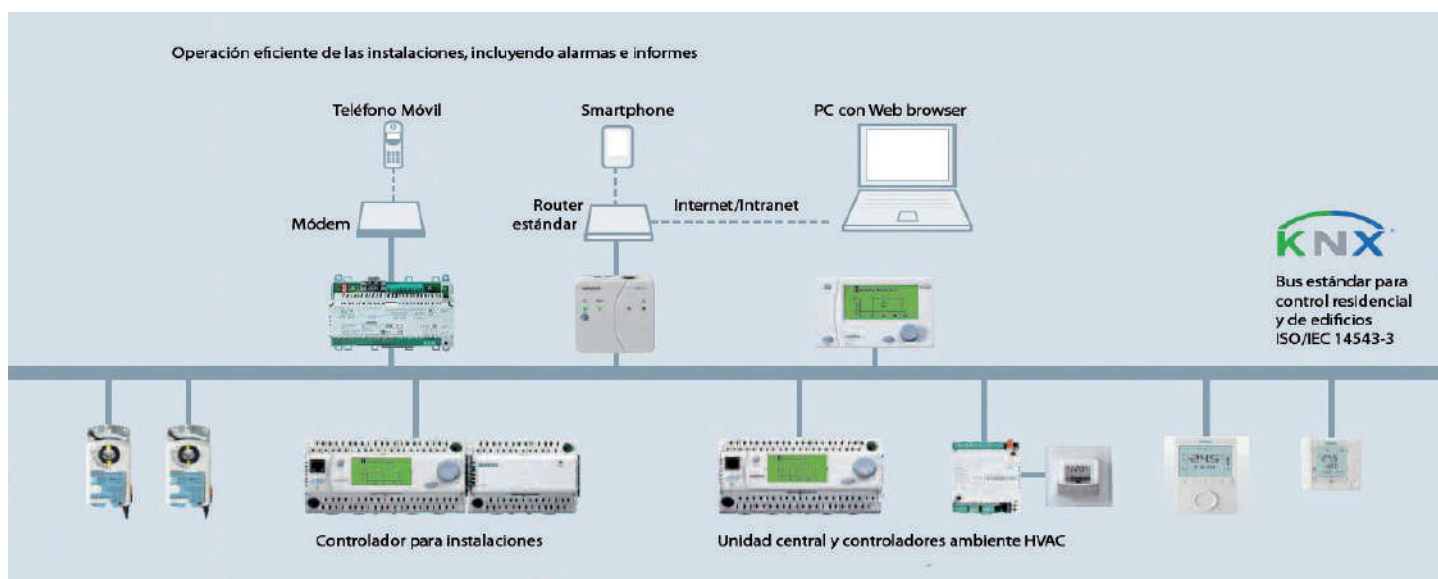 Operación eficiente de las instalaciones, incluyendo alarmas e informes
Teléfono Móvil
Smartphone
PC con Web browser
Módem
Router
estándar
Internet/Intranet
KNX
Bus estándar para
control residencial
y de edificios
ISO/IEC 14543-3
Controlador para instalaciones
Unidad central y controladores ambiente HVAC